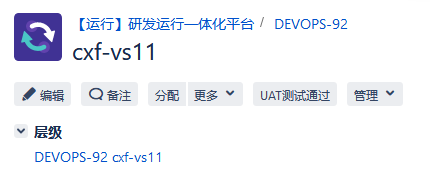 【运行】研发运行一体化平台 / DEVOPS-92
cxf-vs11
编辑 备注 分配 更多 UAT测试通过 管理
层级
DEVOPS-92 cxf-vs11